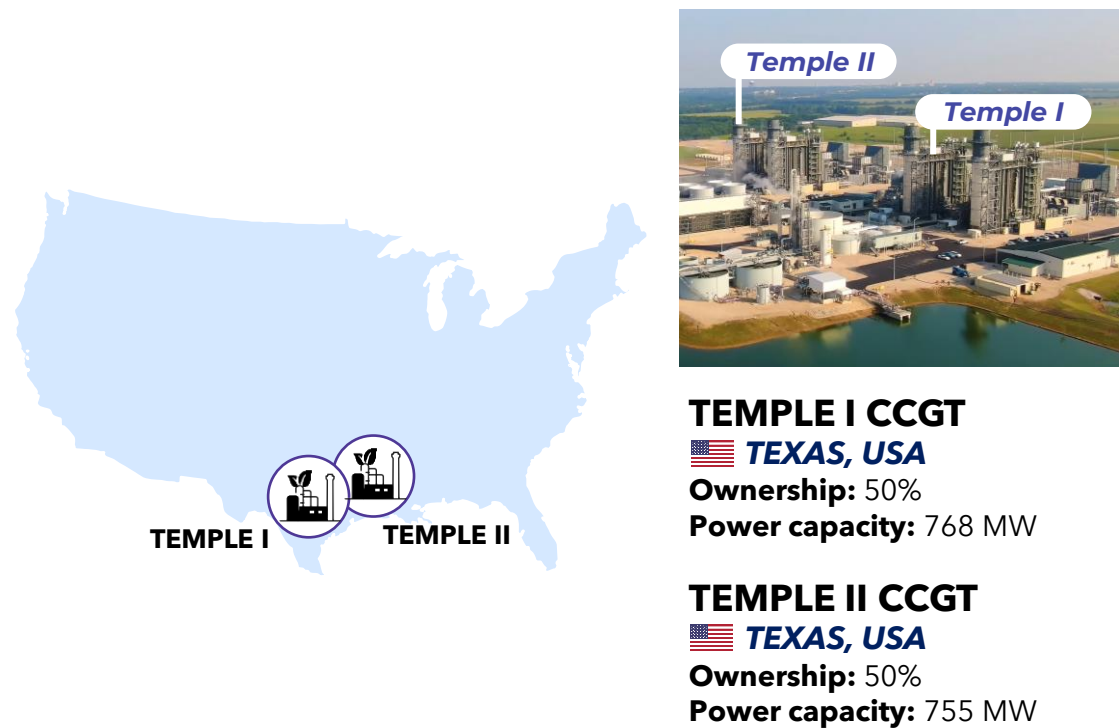 Temple II
Temple I
TEMPLE I
TEMPLE II
TEMPLE I CCGT
TEXAS, USA
Ownership: 50%
Power capacity: 768 MW
TEMPLE II CCGT
TEXAS, USA
Ownership: 50%
Power capacity: 755 MW